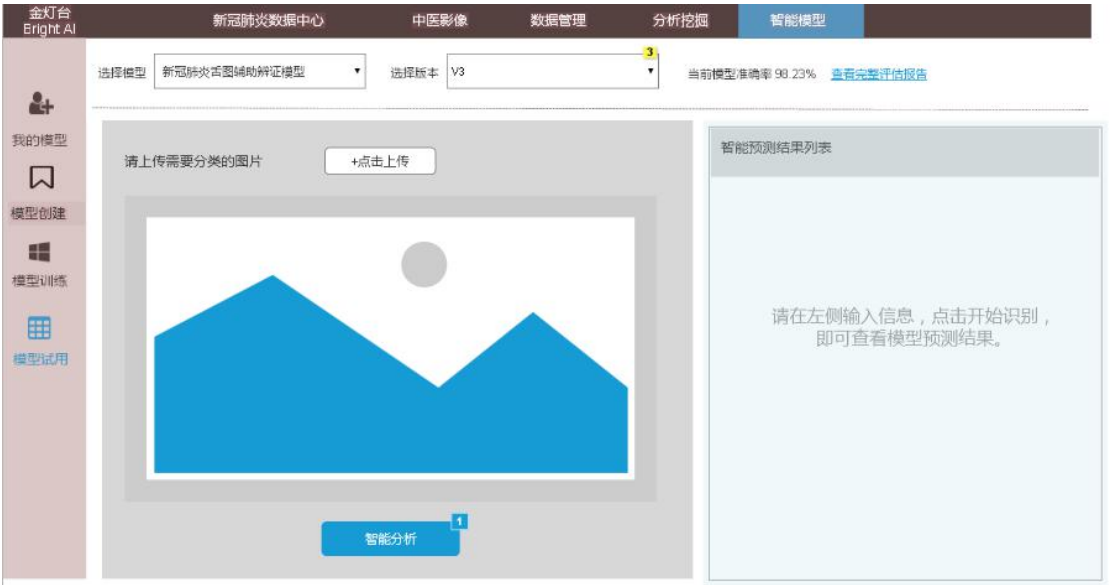 金灯台
Bright AI
新冠肺炎数据中心
中医影像
数据管理
分析挖掘
智能模型
选择模型
新冠肺炎舌图辅助辨证模型
选择版本
V3
3
当前模型准确率 98.23%
查看完整评估报告
我的模型
模型创建
模型训练
模型试用
请上传需要分类的图片
+点击上传
智能分析
1
智能预测结果列表
请在左侧输入信息，点击开始识别，
即可查看模型预测结果。